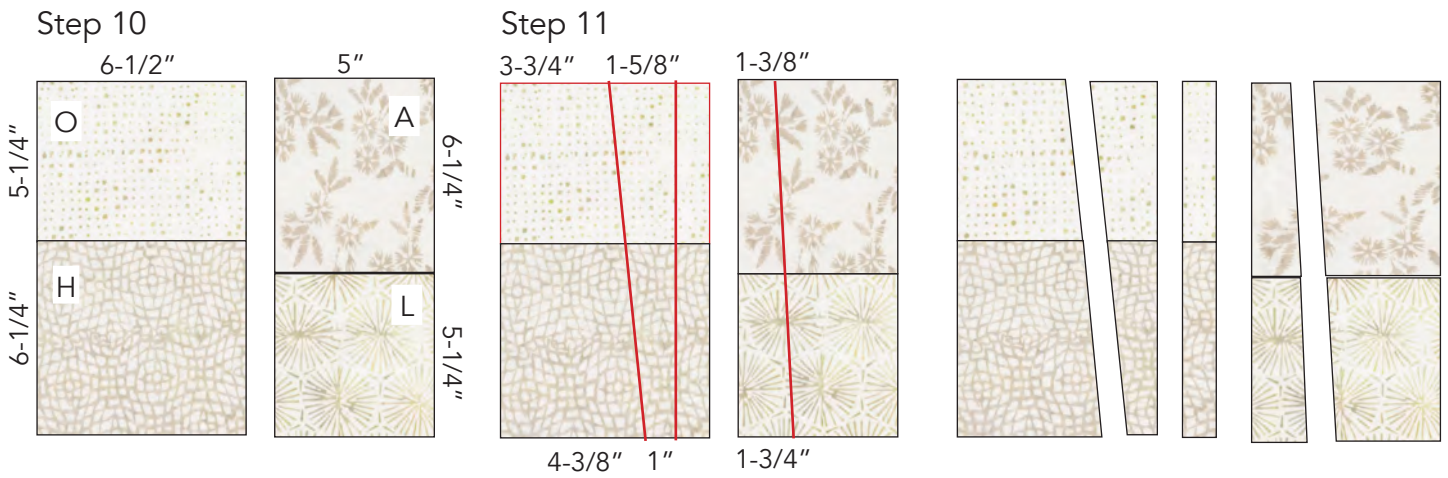 Step 10
6-1/2” 5”
5-1/4”
O
A
6-1/4”
6-1/4”
H
L
5-1/4”
Step 11
3-3/4” 1-5/8” 1-3/8”
4-3/8” 1” 1-3/4”